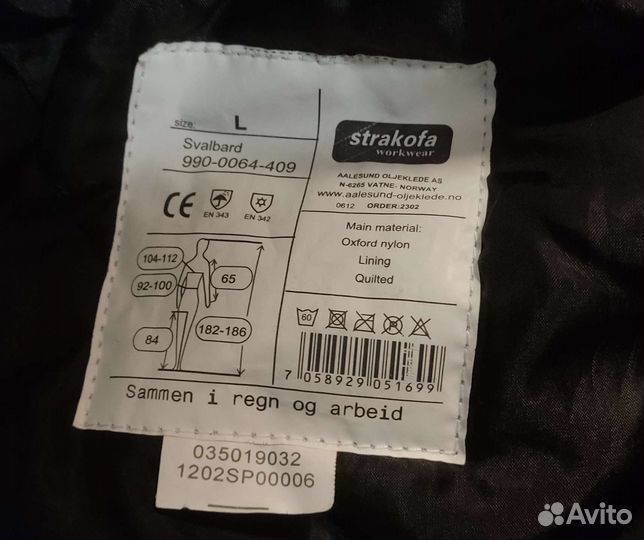 size: L
Svalbard
990-0064-409
CE
EN 343
EN 342
104-112
92-100
65
84
182-186
strakofa
workwear
AALESUND OLJEKLEDE AS
N-6265 VATNE- NORWAY
www.aalesund-oljeklede.no
0612 ORDER:2302
Main material:
Oxford nylon
Lining
Quilted
60
7 058929 051699
Sammen i regn og arbeid
035019032
1202SP00006
Avito